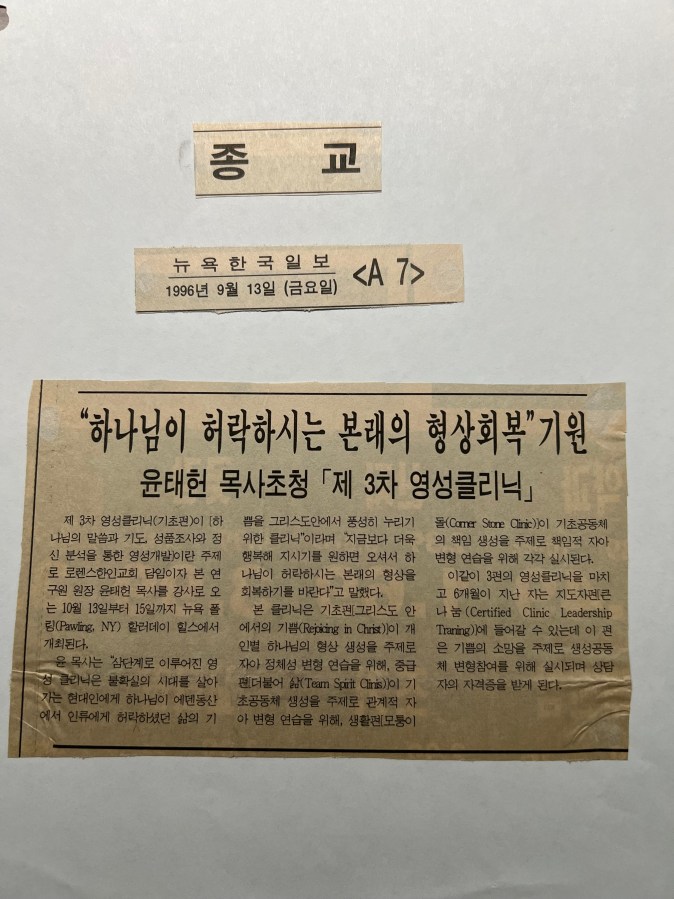 종 교
뉴욕한국일보
1996년 9월 13일 (금요일)
<A 7>
“하나님이 허락하시는 본래의 형상회복”기원
윤태헌 목사초청「제 3차 영성클리닉」
제 3차 영성클리닉(기초편)이 [하
나님의 말씀과 기도, 성품조사와 정
신 분석을 통한 영성개발]이란 주제
로 로렌스한인교회 담임이자 본 연
구원 원장 윤태헌 목사를 강사로 오
는 10월 13일부터 15일까지 뉴욕 폴
링(Pawling, NY) 할러데이 힐스에서
개최된다.
윤 목사는 “삼단계로 이루어진 영
성 클리닉은 불확실의 시대를 살아
가는 현대인에게 하나님이 에덴동산
에서 인류에게 허락하셨던 삶의 기
쁨을 그리스도안에서 풍성히 누리기
위한 클리닉”이라며 “지금보다 더욱
행복해 지시기를 원하면 오셔서 하
나님이 허락하시는 본래의 형상을
회복하기를 바란다”고 말했다.
본 클리닉은 기초편[그리스도 안
에서의 기쁨(Rejoicing in Christ)]이 개
인별 하나님의 형상 생성을 주제로
자아 정체성 변형 연습을 위해, 중급
편[더불어 삶(Team Spirit Clinis)]이 기
초공동체 생성을 주제로 관계적 자
아 변형 연습을 위해, 생활편[모퉁이
돌(Corner Stone Clinic)]이 기초공동체
의 책임 생성을 주제로 책임적 자아
변형 연습을 위해 각각 실시된다.
이같이 3편의 영성클리닉을 마치
고 6개월이 지난 자는 지도자편[큰
나눔(Certified Clinic Leadership
Traning)]에 들어갈 수 있는데 이 편
은 기쁨의 소망을 주제로 생성공동
체 변형참여를 위해 실시되며 상담
자의 자격증을 받게 된다.